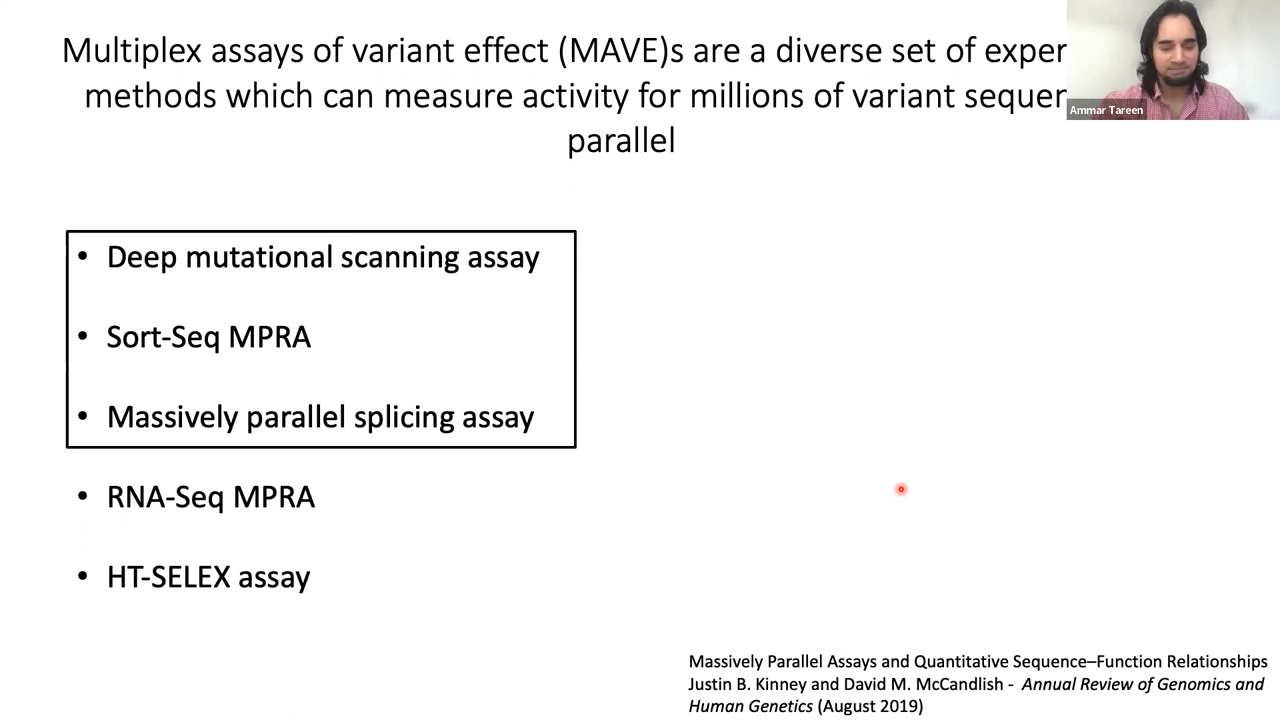 Multiplex assays of variant effect (MAVE)s are a diverse set of exper
methods which can measure activity for millions of variant sequen
parallel
Ammar Tareen
• Deep mutational scanning assay
• Sort-Seq MPRA
• Massively parallel splicing assay
• RNA-Seq MPRA
• HT-SELEX assay
Massively Parallel Assays and Quantitative Sequence–Function Relationships
Justin B. Kinney and David M. McCandlish - Annual Review of Genomics and
Human Genetics (August 2019)